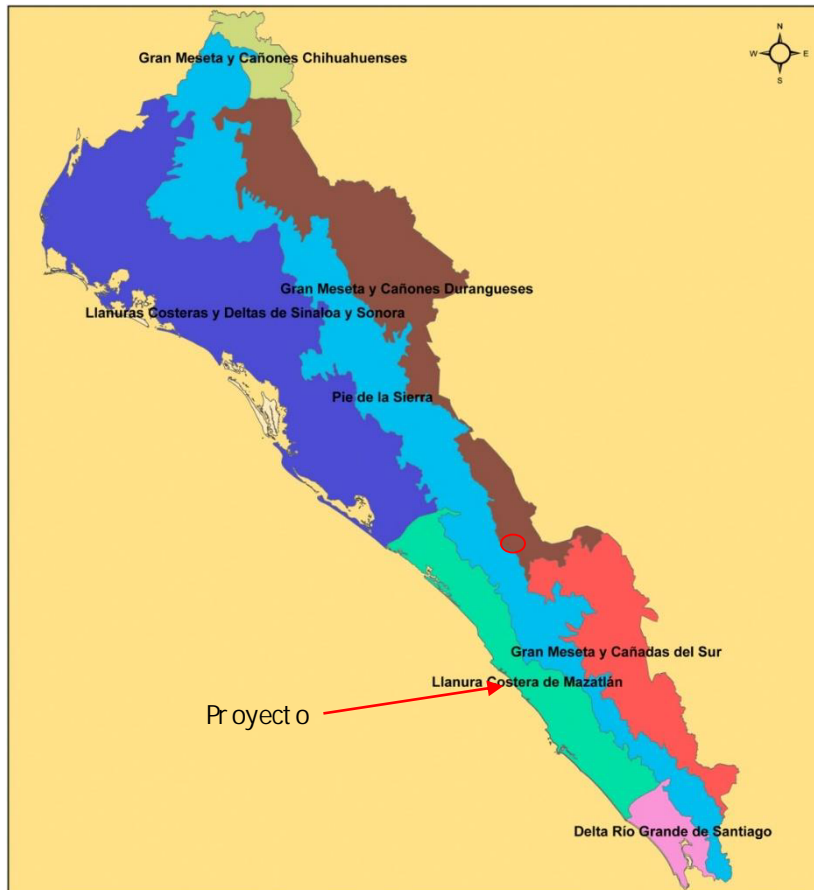 Gran Meseta y Cañones Chihuahuenses
N
W E
S
Gran Meseta y Cañones Durangueses
Llanuras Costeras y Deltas de Sinaloa y Sonora
Pie de la Sierra
Gran Meseta y Cañadas del Sur
Llanura Costera de Mazatlán
Proyecto
Delta Río Grande de Santiago